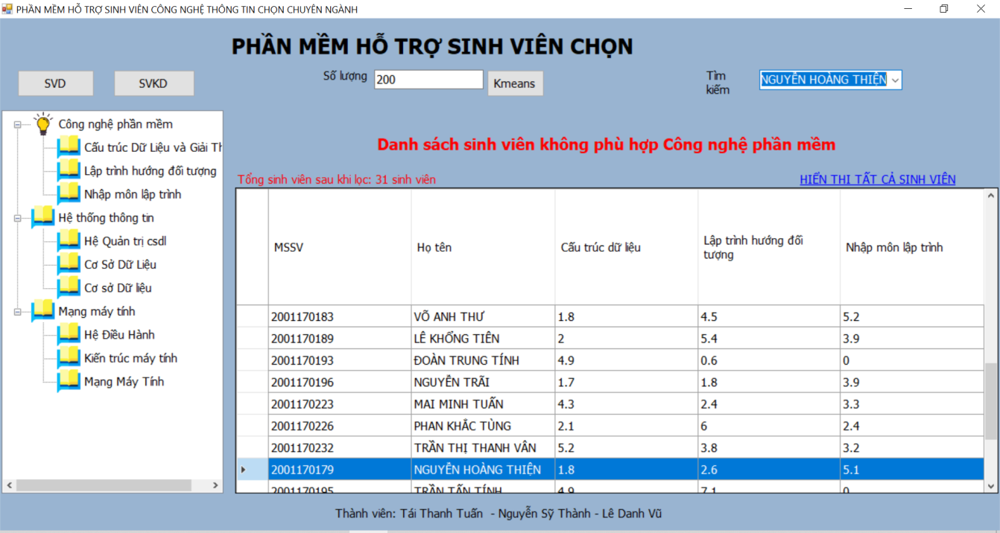 PHẦN MỀM HỖ TRỢ SINH VIÊN CÔNG NGHỆ THÔNG TIN CHỌN CHUYÊN NGÀNH
PHẦN MỀM HỖ TRỢ SINH VIÊN CHỌN
SVD SVKD Số lượng 200 Kmeans Tìm kiếm NGUYỄN HOÀNG THIỆN
Công nghệ phần mềm
Cấu trúc Dữ Liệu và Giải Th
Lập trình hướng đối tượng
Nhập môn lập trình
Hệ thống thông tin
Hệ Quản trị csdl
Cơ Sở Dữ Liệu
Cơ sở Dữ liệu
Mạng máy tính
Hệ Điều Hành
Kiến trúc máy tính
Mạng Máy Tính
Danh sách sinh viên không phù hợp Công nghệ phần mềm
Tổng sinh viên sau khi lọc: 31 sinh viên HIỂN THI TẤT CẢ SINH VIÊN
MSSV Họ tên Cấu trúc dữ liệu Lập trình hướng đối tượng Nhập môn lập trình
2001170183 VÕ ANH THƯ 1.8 4.5 5.2
2001170189 LÊ KHỔNG TIÊN 2 5.4 3.9
2001170193 ĐOÀN TRUNG TÍNH 4.9 0.6 0
2001170196 NGUYỄN TRÃI 1.7 1.8 3.9
2001170223 MAI MINH TUẤN 4.3 2.4 3.3
2001170226 PHAN KHẮC TÙNG 2.1 6 2.4
2001170232 TRẦN THỊ THANH VÂN 5.2 3.8 3.2
2001170179 NGUYỄN HOÀNG THIỆN 1.8 2.6 5.1
2001170195 TRẦN TẤN TÍNH 4.9 7.1 0
Thành viên: Tái Thanh Tuấn - Nguyễn Sỹ Thành - Lê Danh Vũ